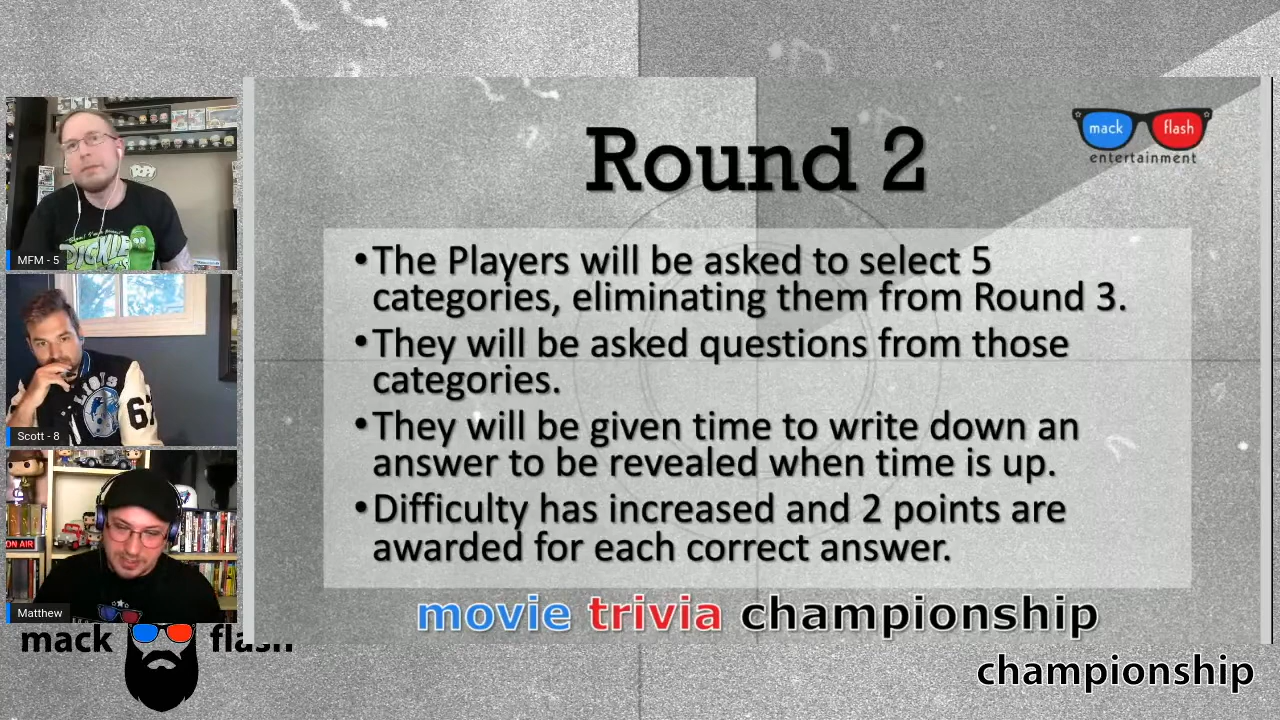 Round 2
mack flash
entertainment
•The Players will be asked to select 5
categories, eliminating them from Round 3.
•They will be asked questions from those
categories.
•They will be given time to write down an
answer to be revealed when time is up.
•Difficulty has increased and 2 points are
awarded for each correct answer.
movie trivia championship
championship
MFM - 5
PICKLE
LIONS
67
Scott - 8
ON AIR
Matthew
mack flash